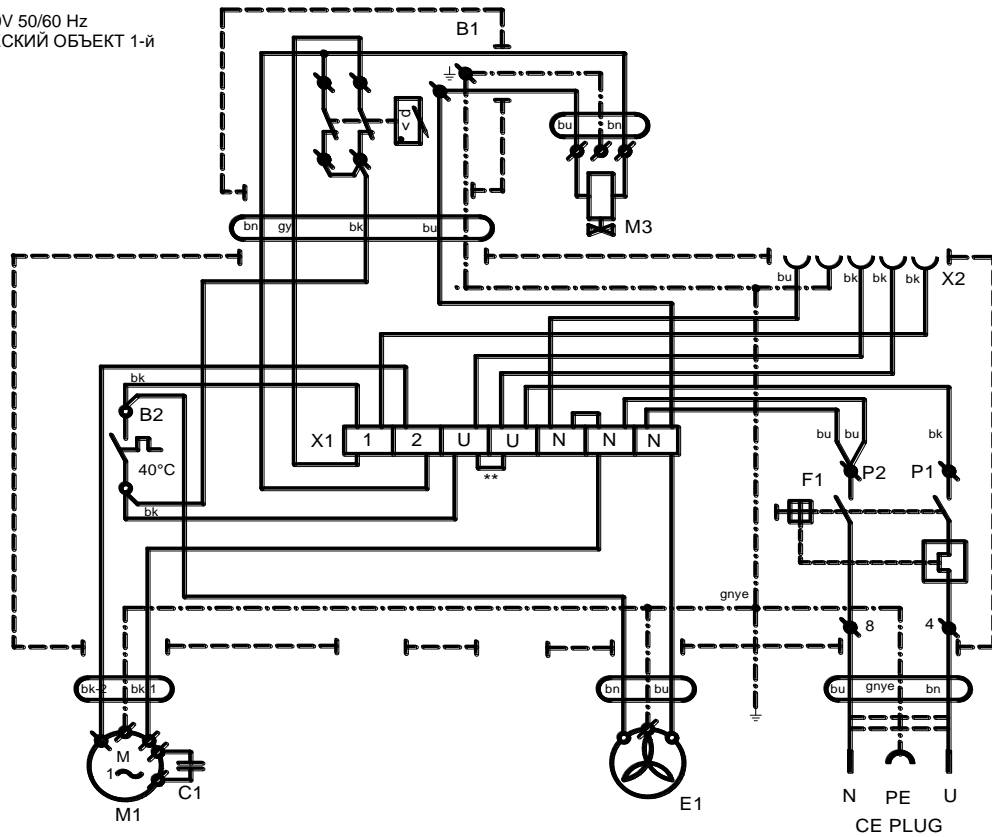 0V 50/60 Hz
ЕСКИЙ ОБЪЕКТ 1-й
B1
< d
bu bn
M3
bn gy bk bu
bu bk bk bk X2
bk
B2
40°C
X1 1 2 U U N N N
**
bk
bu bu bk
F1 P2 P1
gnye
8 4
bk-2 bk-1
bn bu
bu gnye bn
M
1
C1
M1
E1
N PE U
CE PLUG